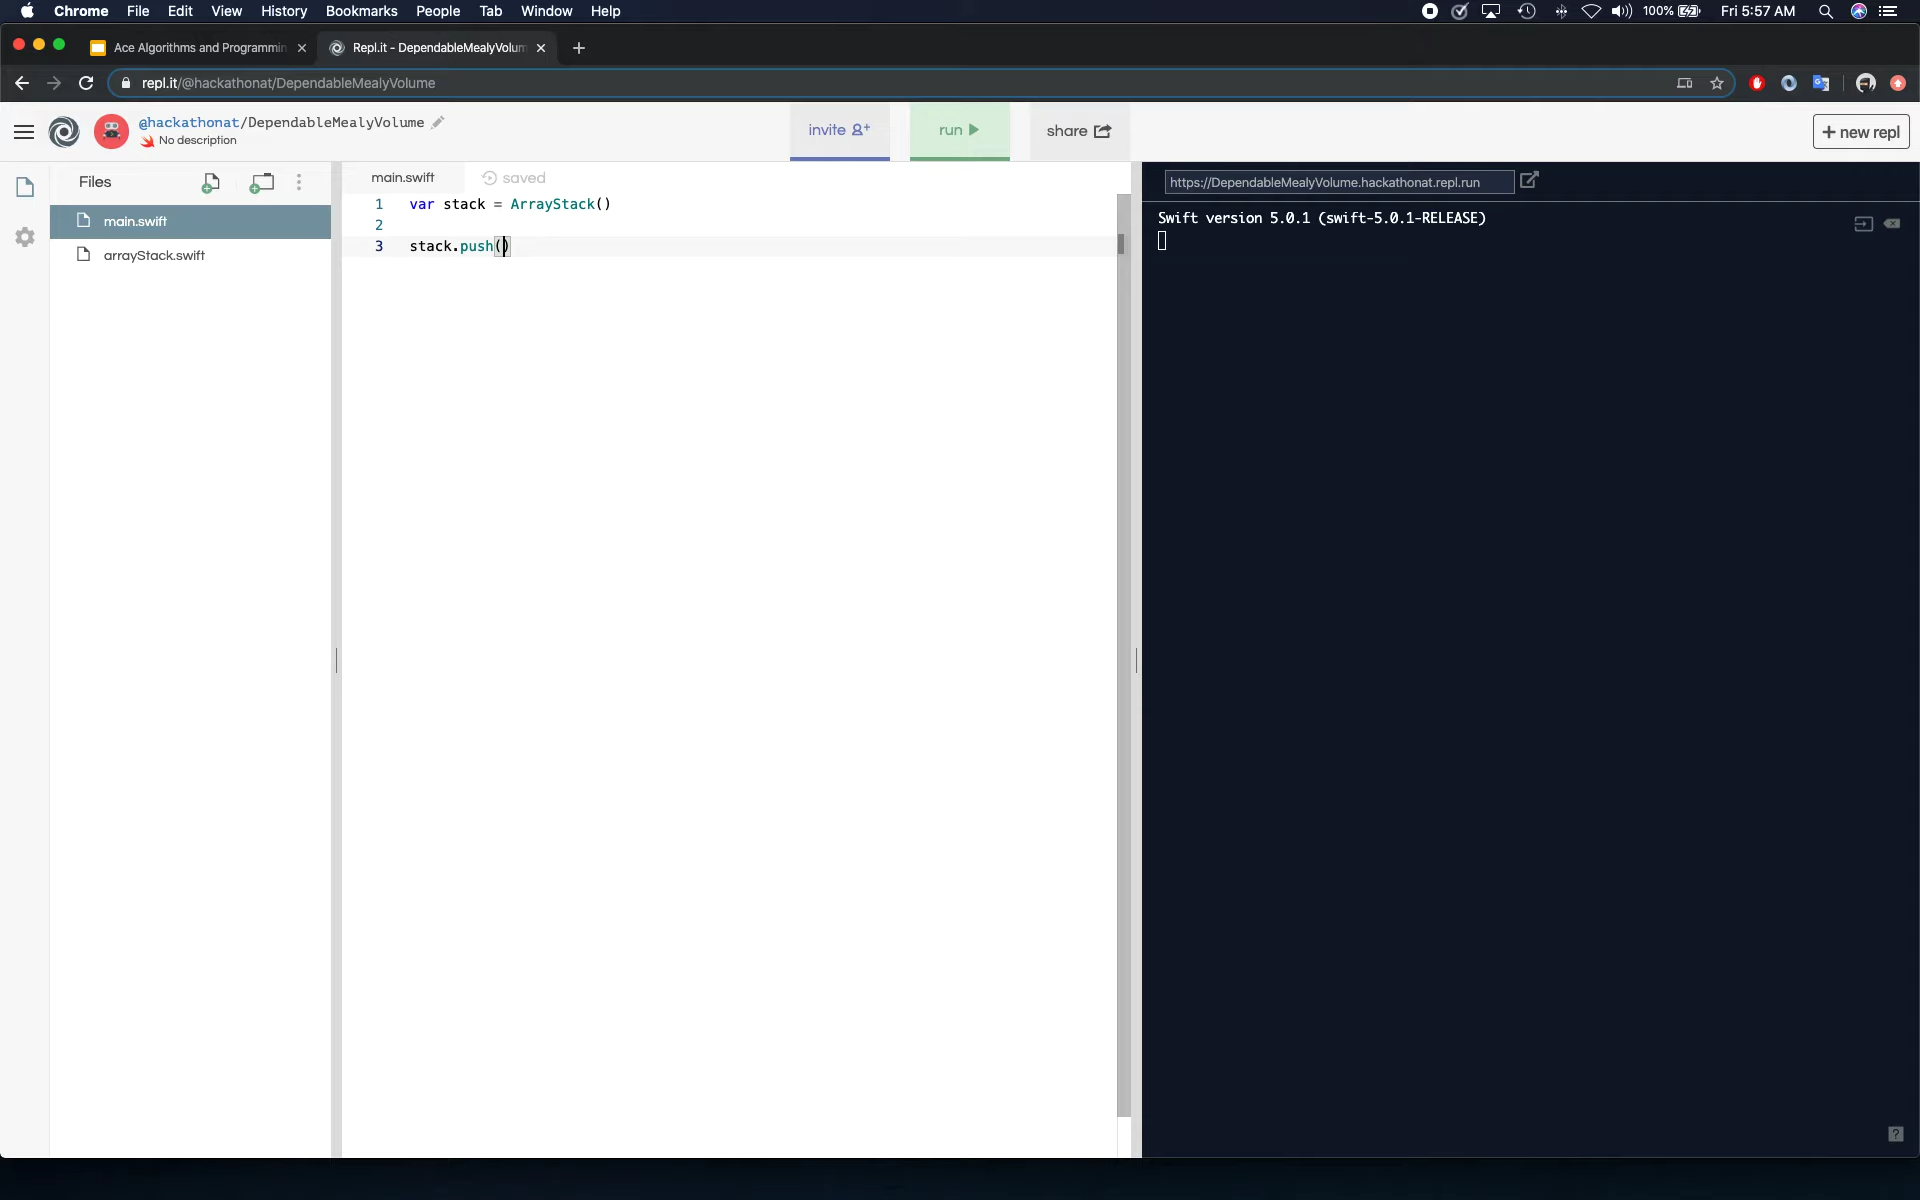 Chrome File Edit View History Bookmarks People Tab Window Help 100% Fri 5:57 AM
Ace Algorithms and Programmin Repl.it - DependableMealyVolum
repl.it/@hackathonat/DependableMealyVolume
@hackathonat/DependableMealyVolume
No description
invite run share + new repl
Files main.swift saved https://DependableMealyVolume.hackathonat.repl.run
main.swift
arrayStack.swift
1 var stack = ArrayStack()
2
3 stack.push()
Swift version 5.0.1 (swift-5.0.1-RELEASE)
?